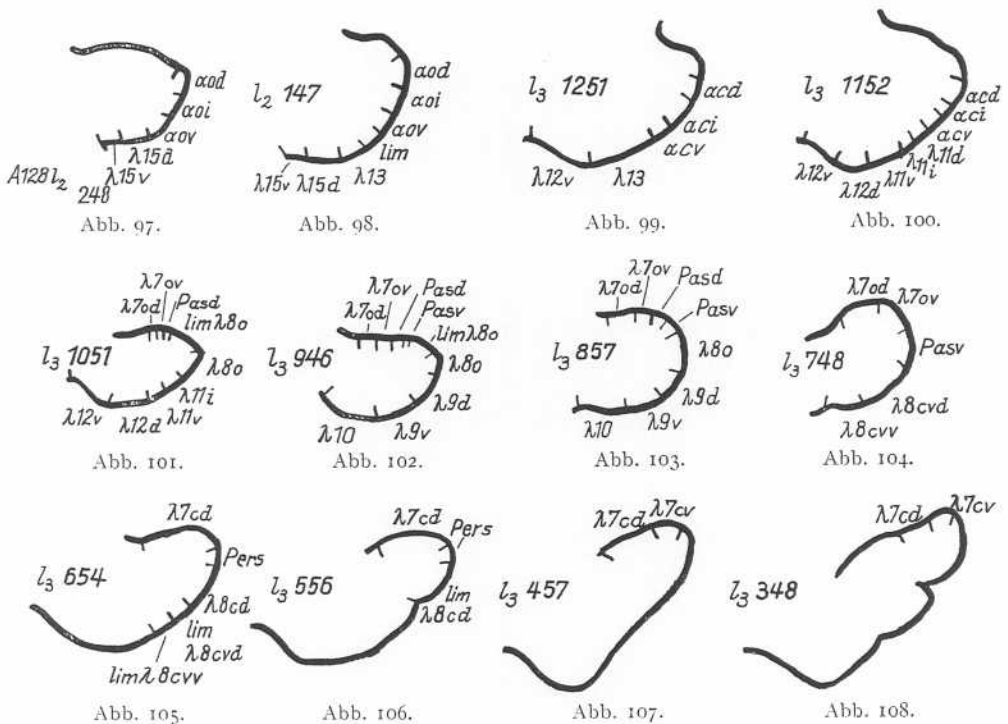 αod
αoi
αov
λ15d
λ15v
A128 l₂
248
Abb. 97.
l₂ 147
αod
αoi
αov
lim
λ13
λ15v λ15d
Abb. 98.
l₃ 1251
αcd
αci
αcv
λ12v λ13
Abb. 99.
l₃ 1152
αcd
αci
αcv
λ11d
λ11i
λ11v
λ12d
λ12v
Abb. 100.
λ7ov
λ7od Pasd
lim λ8o
l₃ 1051
λ8o
λ11i
λ11v
λ12d
λ12v
Abb. 101.
λ7ov
λ7od Pasd
Pasv
lim λ8o
l₃ 946
λ8o
λ9d
λ9v
λ10
Abb. 102.
λ7ov
λ7od Pasd
Pasv
l₃ 857
λ8o
λ9d
λ9v
λ10
Abb. 103.
λ7od
λ7ov
l₃ 748
Pasv
λ8cvd
λ8cvv
Abb. 104.
λ7cd
Pers
l₃ 654
λ8cd
lim
λ8cvd
lim λ8cvv
Abb. 105.
λ7cd
Pers
l₃ 556
lim
λ8cd
Abb. 106.
λ7cd λ7cv
l₃ 457
Abb. 107.
λ7cd λ7cv
l₃ 348
Abb. 108.